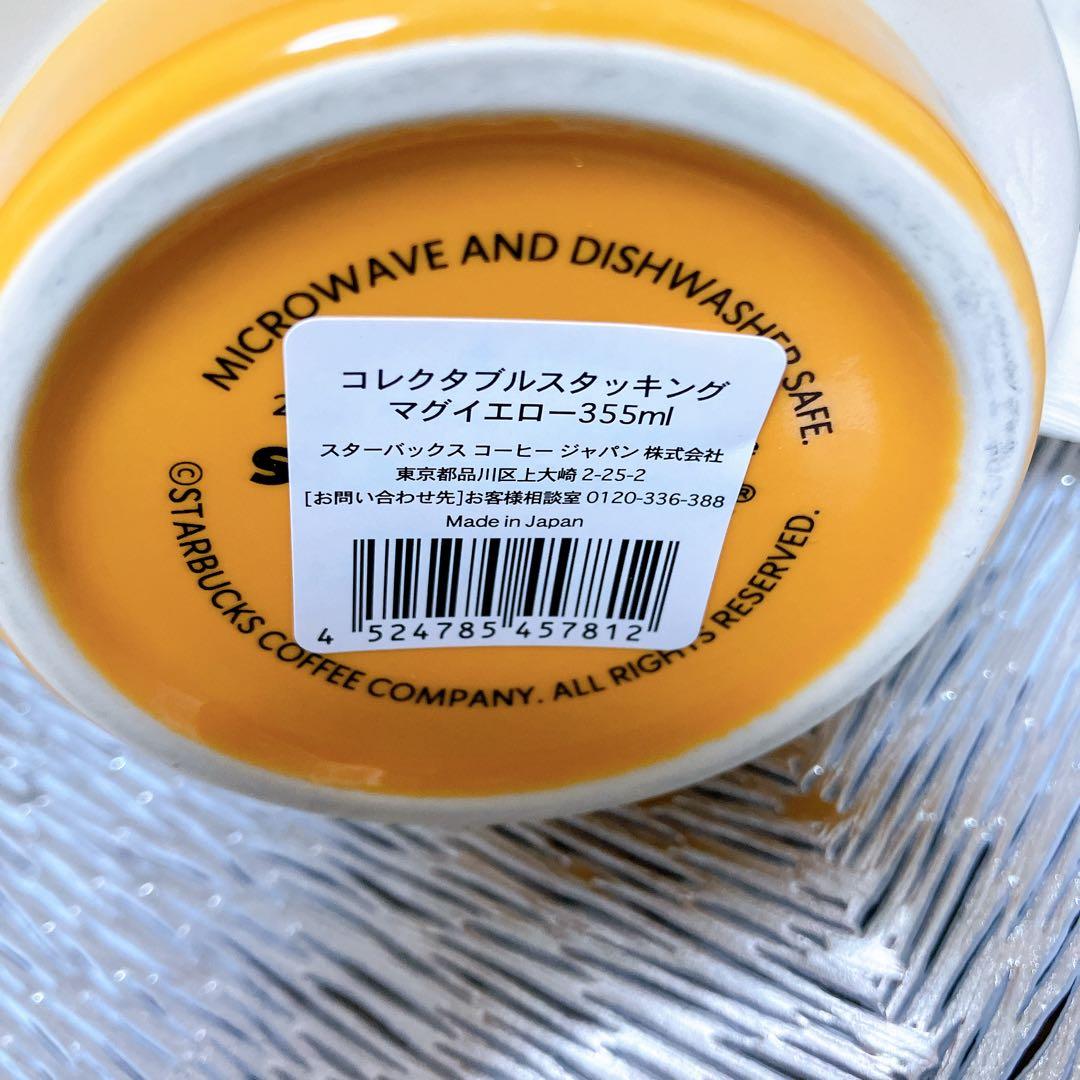 MICROWAVE AND DISHWASHER SAFE.
コレクタブルスタッキング
マグイエロー355ml
スターバックス コーヒー ジャパン 株式会社
東京都品川区上大崎 2-25-2
[お問い合わせ先]お客様相談室 0120-336-388
Made in Japan
4 524785 457812
©STARBUCKS COFFEE COMPANY. ALL RIGHTS RESERVED.